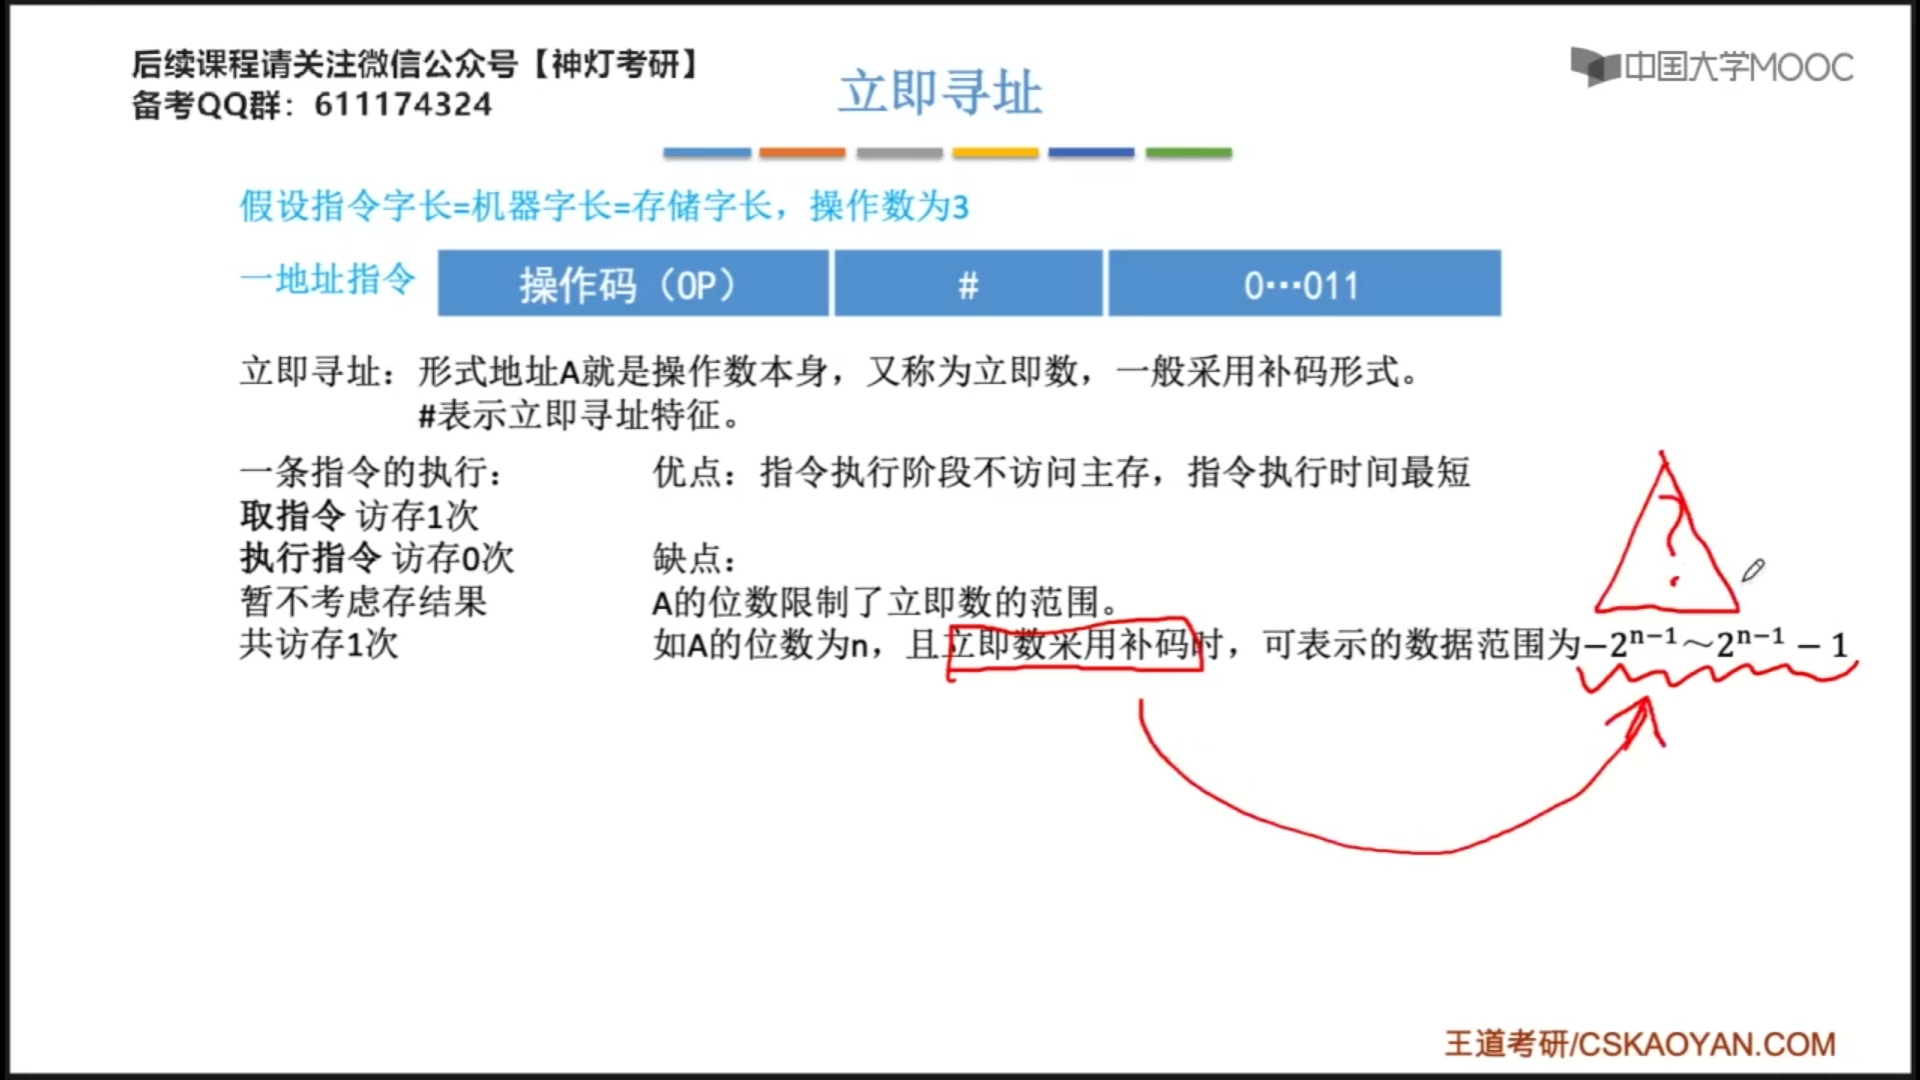 后续课程请关注微信公众号【神灯考研】
备考QQ群：611174324
中国大学MOOC
立即寻址
假设指令字长=机器字长=存储字长，操作数为3
一地址指令 操作码（OP） # 0…011
立即寻址：形式地址A就是操作数本身，又称为立即数，一般采用补码形式。
#表示立即寻址特征。
一条指令的执行：
取指令 访存1次
执行指令 访存0次
暂不考虑存结果
共访存1次
优点：指令执行阶段不访问主存，指令执行时间最短
缺点：
A的位数限制了立即数的范围。
如A的位数为n，且立即数采用补码时，可表示的数据范围为−2ⁿ⁻¹～2ⁿ⁻¹ − 1
?
王道考研/CSKAOYAN.COM